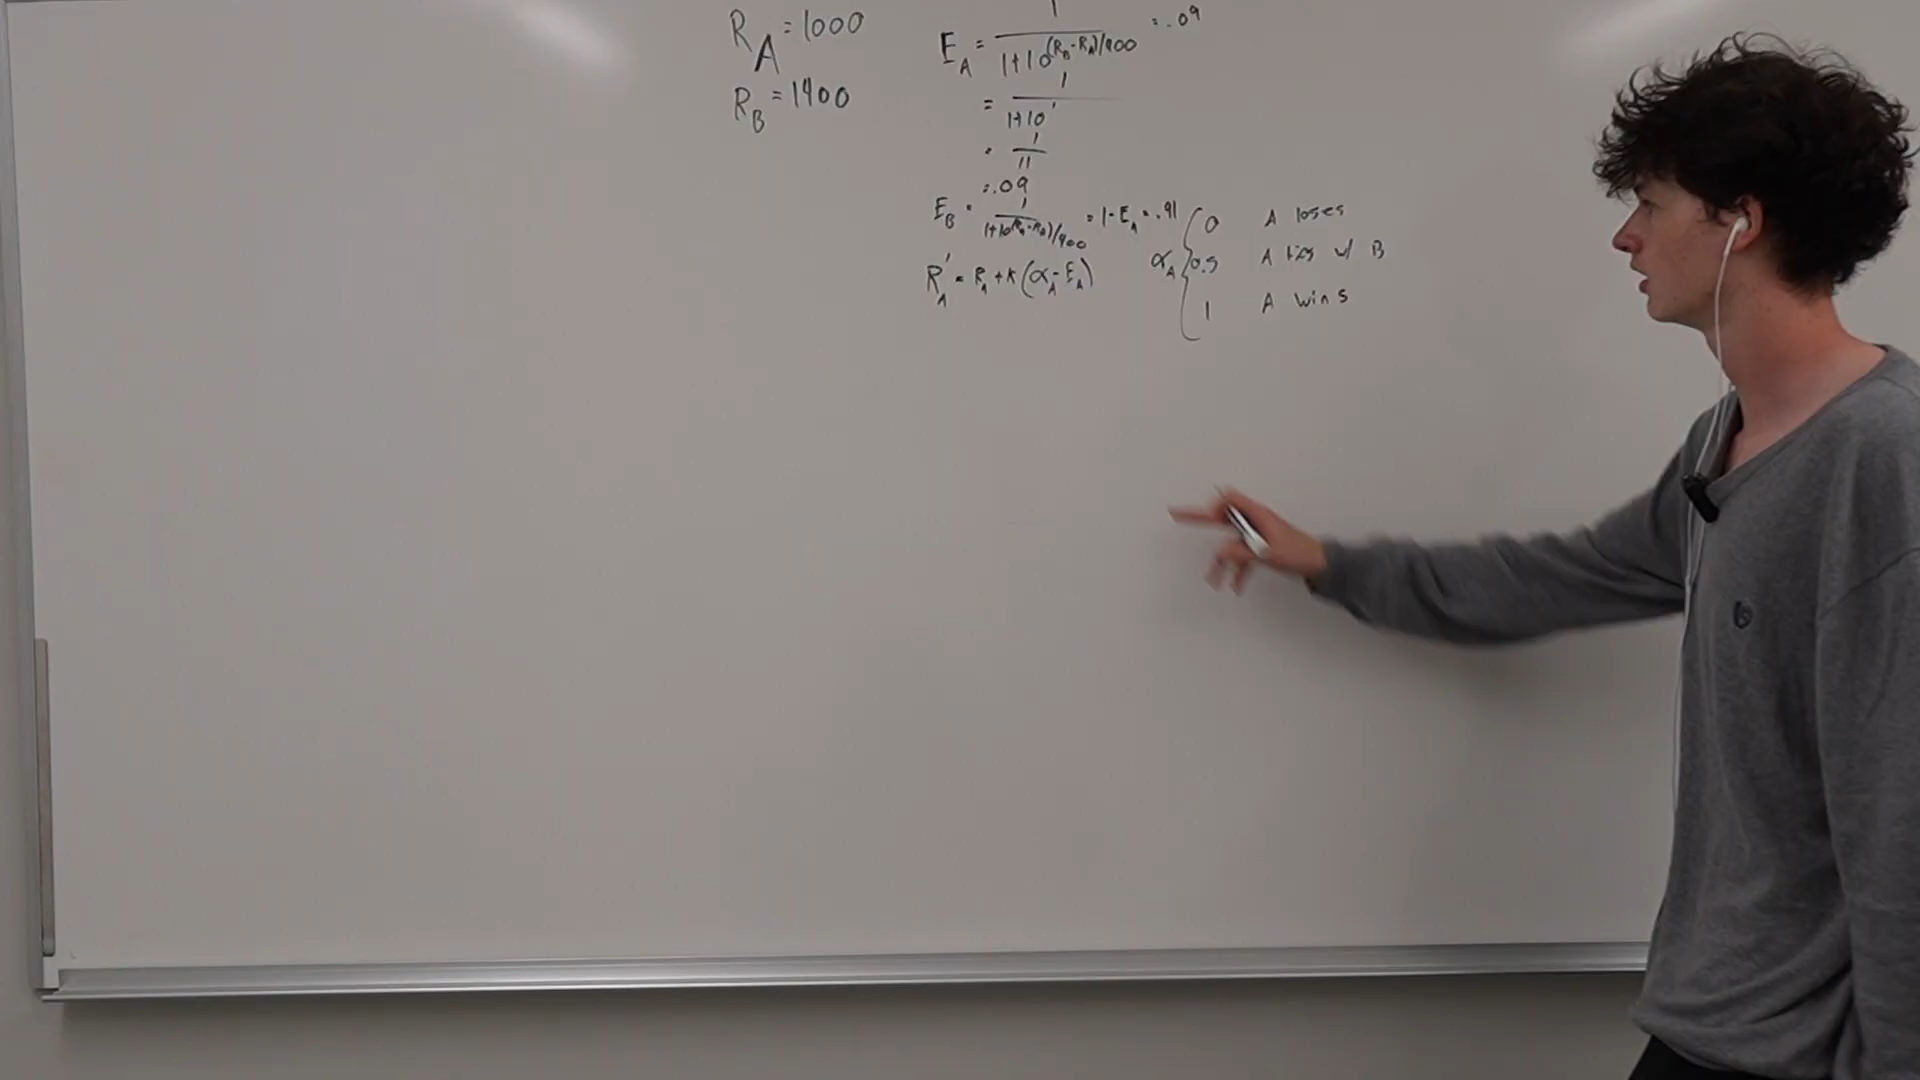 R_A = 1000
R_B = 1400
E_A = 1 / (1 + 10^((R_B - R_A)/400)) = .09
= 1 / (1 + 10^1)
= 1 / 11
= .09
E_B = 1 / (1 + 10^((R_A - R_B)/400)) = 1 - E_A = .91
R'_A = R_A + K(α_A - E_A)
α_A { 0 A loses
0.5 A ties w/ B
1 A wins